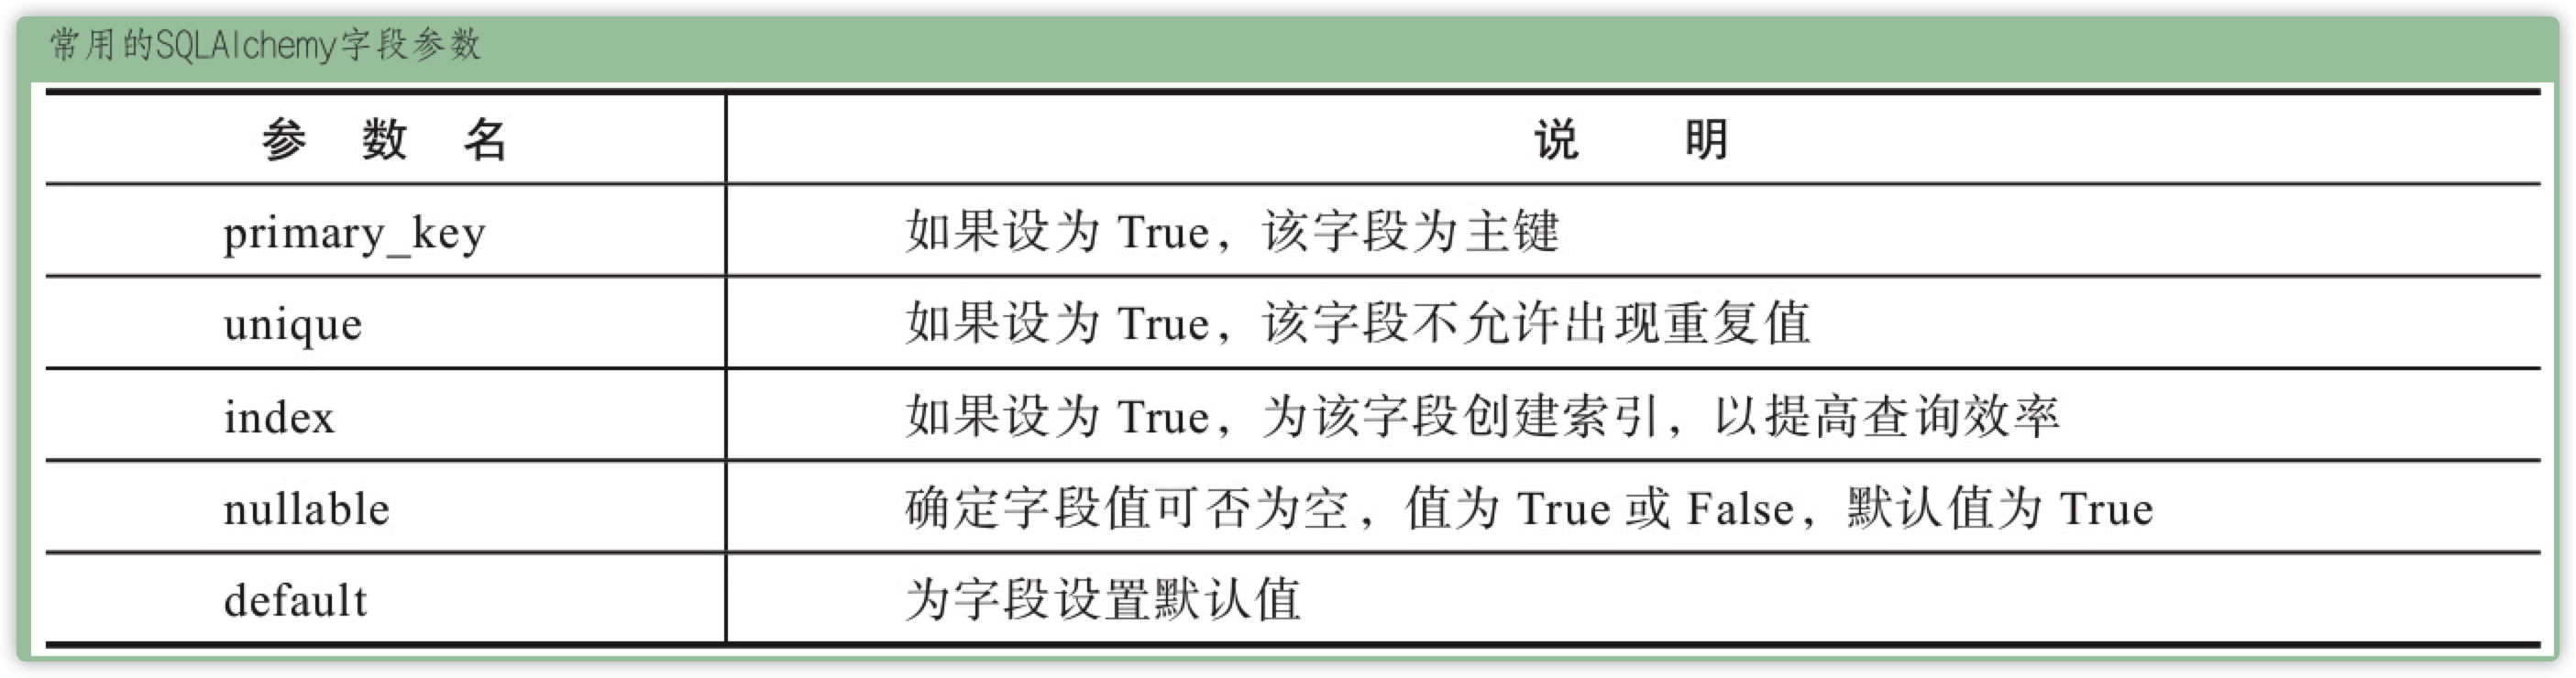 常用的SQLAlchemy字段参数
参 数 名 说 明
primary_key 如果设为 True，该字段为主键
unique 如果设为 True，该字段不允许出现重复值
index 如果设为 True，为该字段创建索引，以提高查询效率
nullable 确定字段值可否为空，值为 True 或 False，默认值为 True
default 为字段设置默认值